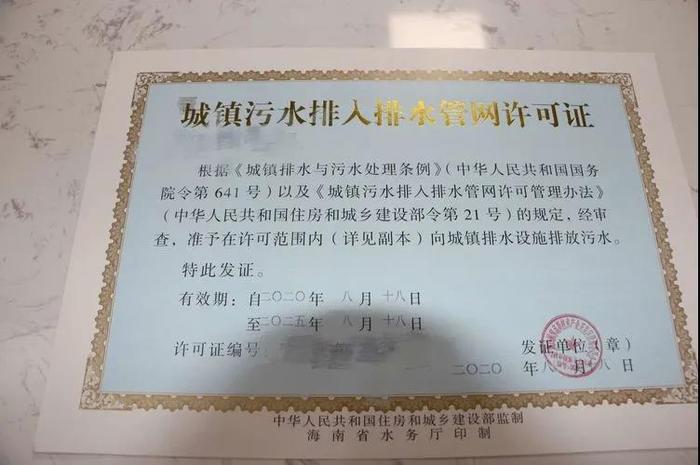 城镇污水排入排水管网许可证
根据《城镇排水与污水处理条例》(中华人民共和国国务
院令第 641 号)以及《城镇污水排入排水管网许可管理办法》
(中华人民共和国住房和城乡建设部令第 21 号)的规定,经审
查,准予在许可范围内(详见副本)向城镇排水设施排放污水。
特此发证。
有效期:自二〇二〇年 八 月 十八 日
至二〇二五年 八 月 十八 日
许可证编号:
发证单位(章)
二〇二〇 年 八 月 十八 日
中华人民共和国住房和城乡建设部监制
海南省水务厅印制